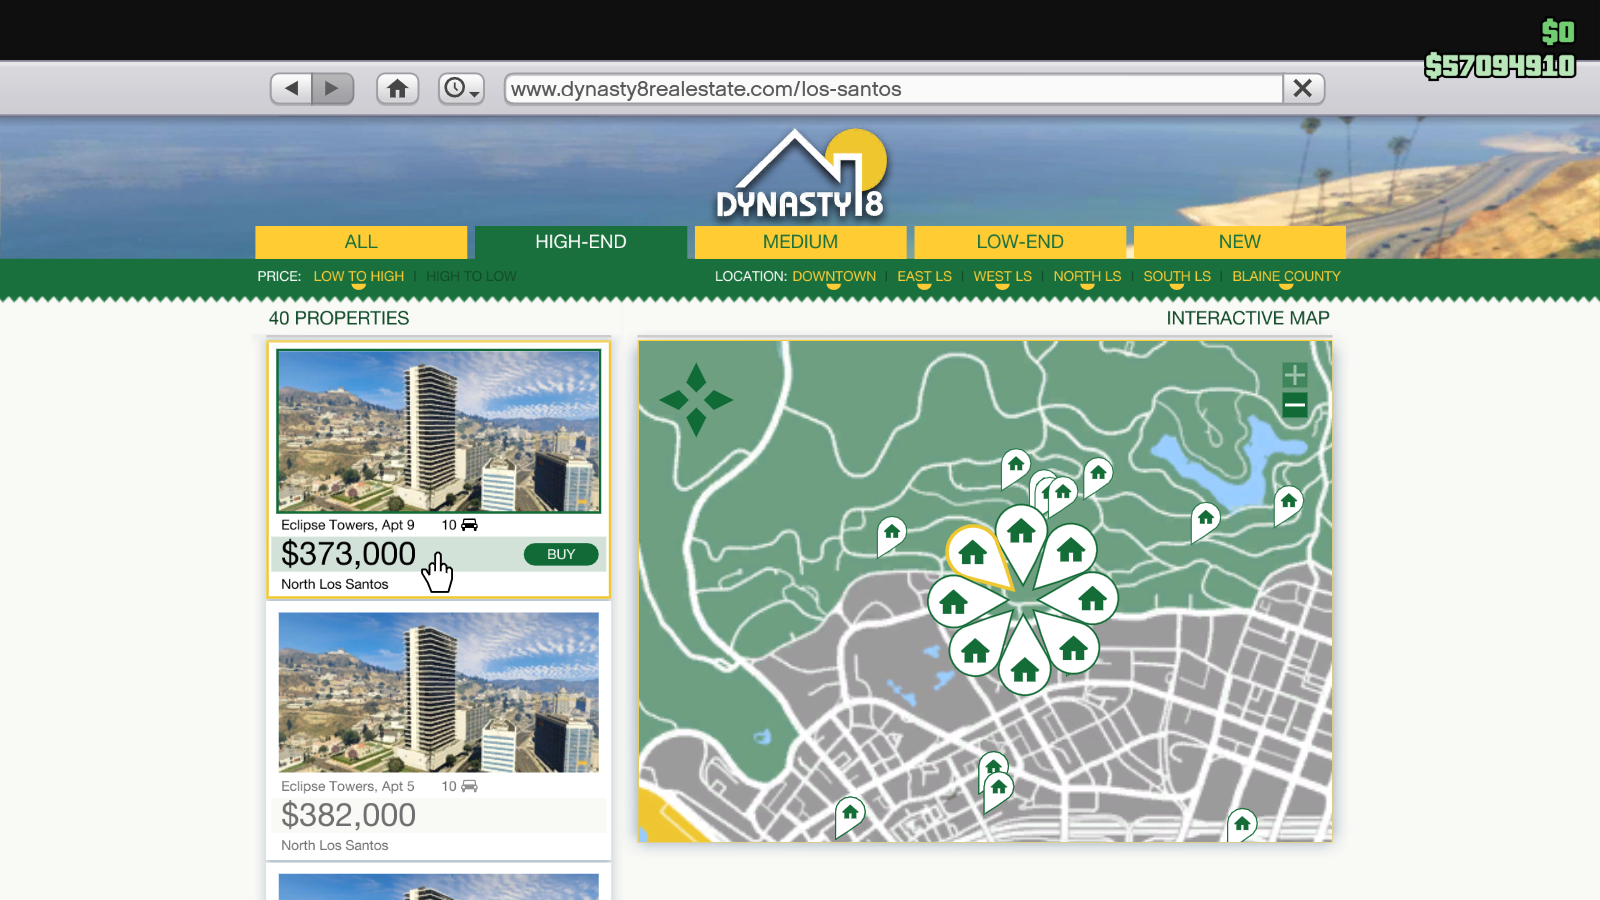 $0
$57094910
www.dynasty8realestate.com/los-santos
DYNASTY 8
ALL
HIGH-END
MEDIUM
LOW-END
NEW
PRICE: LOW TO HIGH | HIGH TO LOW
LOCATION: DOWNTOWN | EAST LS | WEST LS | NORTH LS | SOUTH LS | BLAINE COUNTY
40 PROPERTIES
INTERACTIVE MAP
Eclipse Towers, Apt 9 10
$373,000 BUY
North Los Santos
Eclipse Towers, Apt 5 10
$382,000
North Los Santos